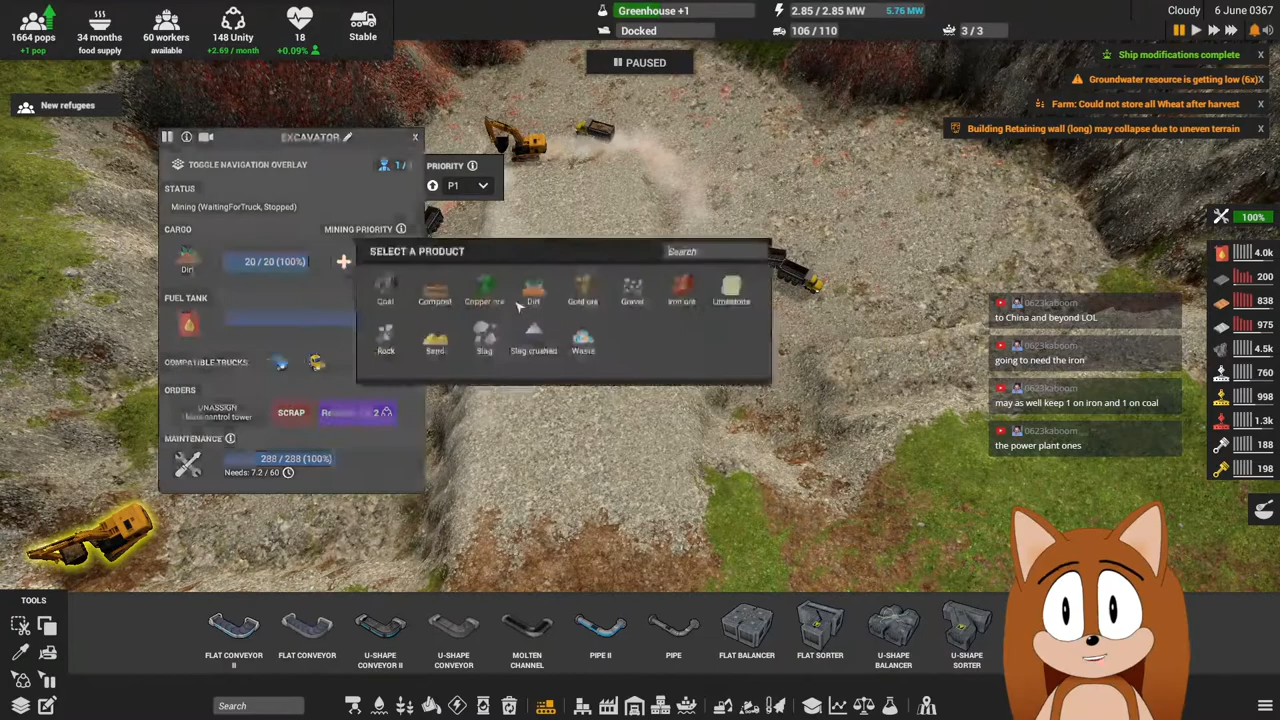 1664 pops
+1 pop
34 months
food supply
60 workers
available
148 Unity
+2.69 / month
18
+0.09%
Stable
Greenhouse +1
Docked
2.85 / 2.85 MW 5.76 MW
106 / 110
3 / 3
Cloudy 6 June 0367
PAUSED
Ship modifications complete X
Groundwater resource is getting low (6x) X
Farm: Could not store all Wheat after harvest X
Building Retaining wall (long) may collapse due to uneven terrain X
New refugees
EXCAVATOR x
TOGGLE NAVIGATION OVERLAY
1 /
PRIORITY
P1
STATUS
Mining (WaitingForTruck, Stopped)
CARGO
MINING PRIORITY
Dirt
20 / 20 (100%)
SELECT A PRODUCT
Search
Coal
Compost
Copper ore
Dirt
Gold ore
Gravel
Iron ore
Limestone
Rock
Sand
Slag
Slag crushed
Waste
FUEL TANK
COMPATIBLE TRUCKS
ORDERS
UNASSIGN
SCRAP
MAINTENANCE
288 / 288 (100%)
Needs: 7.2 / 60
100%
4.0k
200
838
975
4.5k
760
998
1.3k
188
198
0623kaboom
to China and beyond LOL
0623kaboom
going to need the iron
0623kaboom
may as well keep 1 on iron and 1 on coal
0623kaboom
the power plant ones
TOOLS
FLAT CONVEYOR
II
FLAT CONVEYOR
U-SHAPE
CONVEYOR II
U-SHAPE
CONVEYOR
MOLTEN
CHANNEL
PIPE II
PIPE
FLAT BALANCER
FLAT SORTER
U-SHAPE
BALANCER
U-SHAPE
SORTER
Search